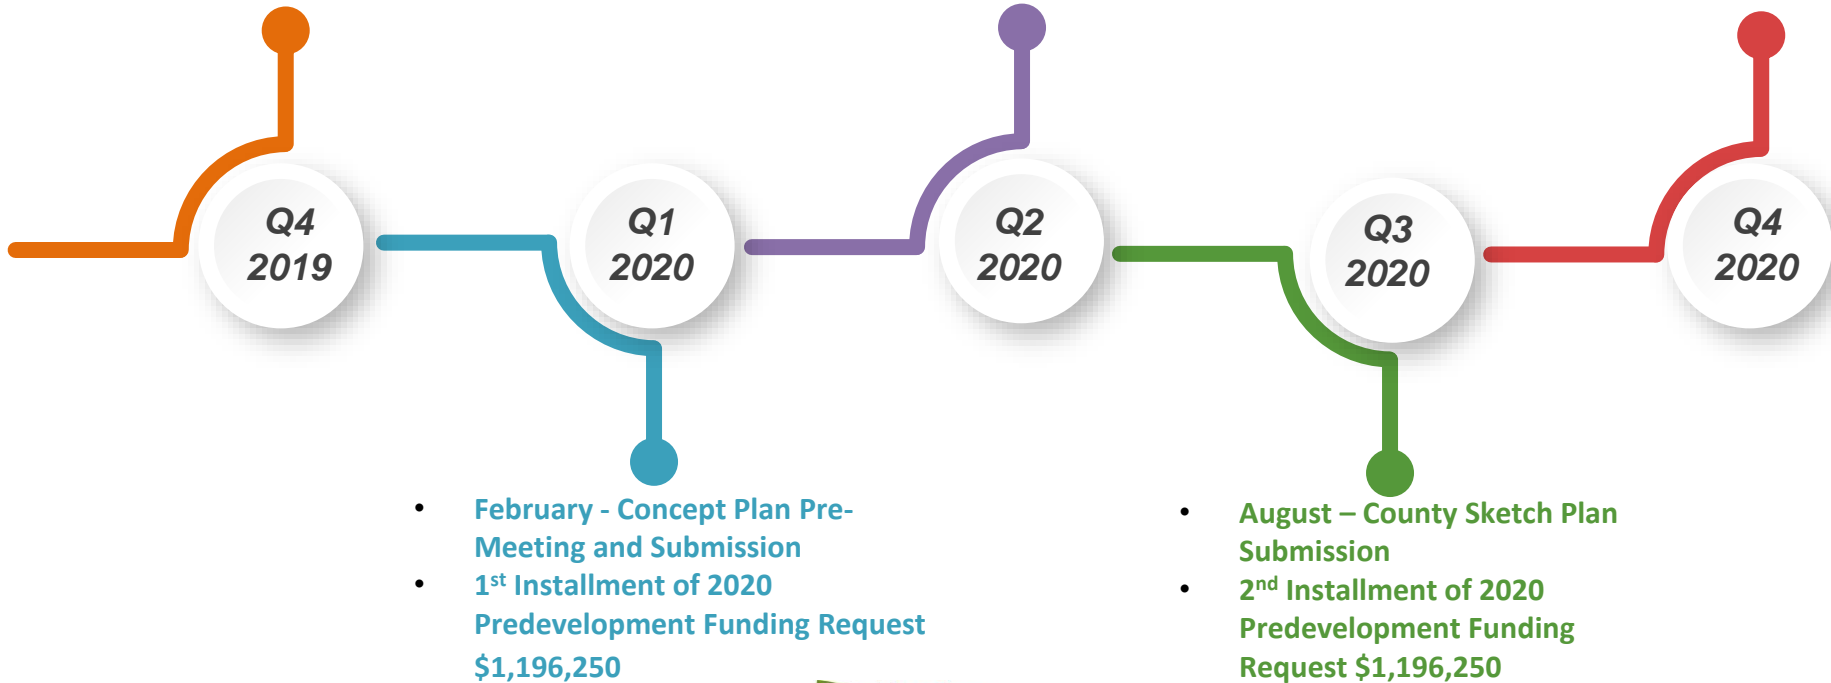 Q4
2019
Q1
2020
Q2
2020
Q3
2020
Q4
2020
• February - Concept Plan Pre-
Meeting and Submission
• 1st Installment of 2020
Predevelopment Funding Request
$1,196,250
• August – County Sketch Plan
Submission
• 2nd Installment of 2020
Predevelopment Funding
Request $1,196,250